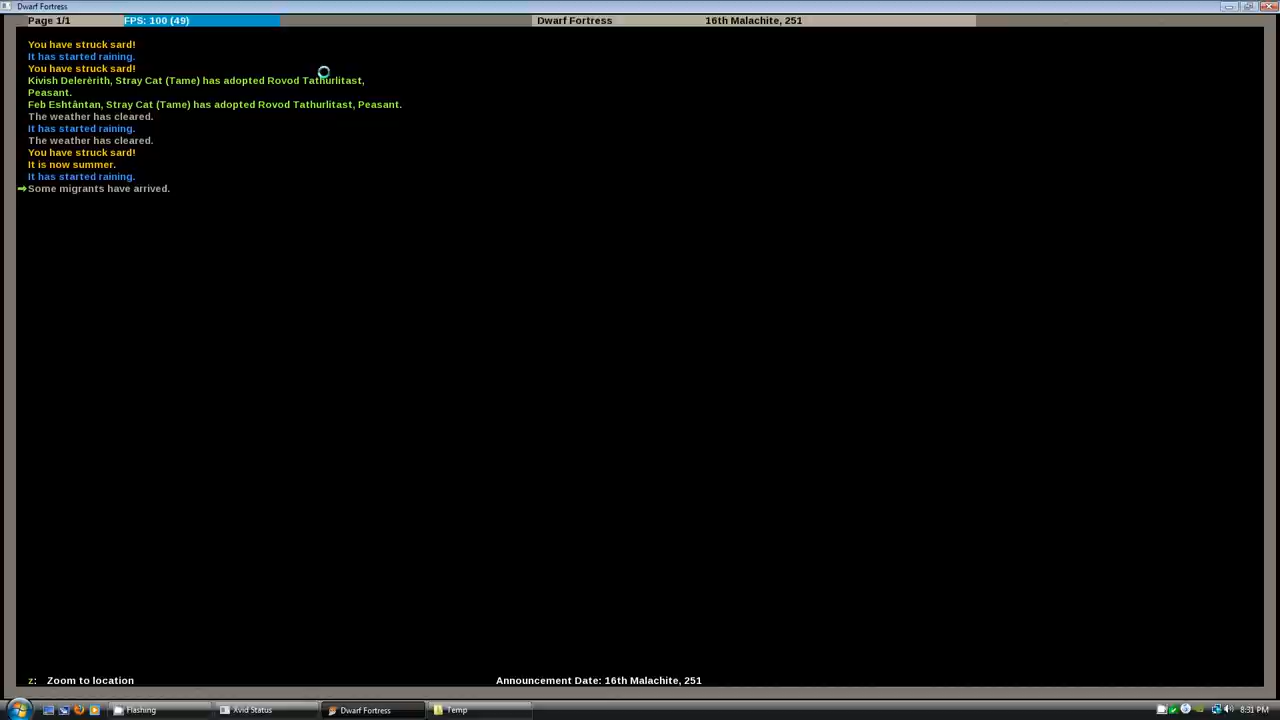 Dwarf Fortress
Page 1/1 FPS: 100 (49) Dwarf Fortress 16th Malachite, 251
You have struck sard!
It has started raining.
You have struck sard!
Kivish Delerèrith, Stray Cat (Tame) has adopted Rovod Tathurlitast,
Peasant.
Feb Eshtântan, Stray Cat (Tame) has adopted Rovod Tathurlitast, Peasant.
The weather has cleared.
It has started raining.
The weather has cleared.
You have struck sard!
It is now summer.
It has started raining.
Some migrants have arrived.
z: Zoom to location Announcement Date: 16th Malachite, 251
Flashing Xvid Status Dwarf Fortress Temp 8:31 PM